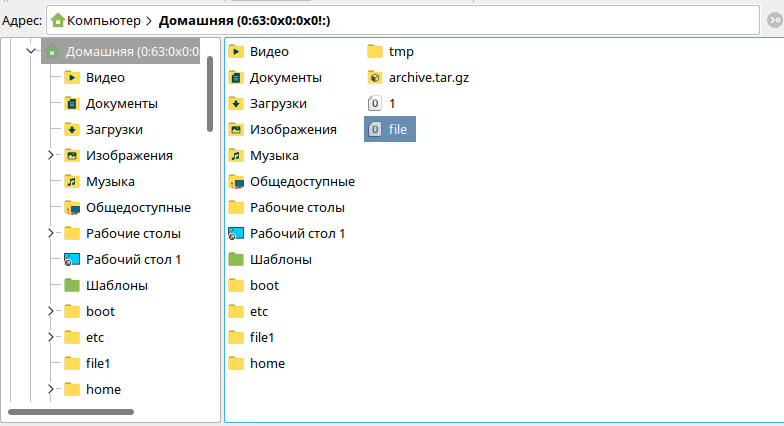 Адрес: Компьютер > Домашняя (0:63:0x0:0x0!:)
Домашняя (0:63:0x0:0
Видео
Документы
Загрузки
Изображения
Музыка
Общедоступные
Рабочие столы
Рабочий стол 1
Шаблоны
boot
etc
file1
home
Видео
Документы
Загрузки
Изображения
Музыка
Общедоступные
Рабочие столы
Рабочий стол 1
Шаблоны
boot
etc
file1
home
tmp
archive.tar.gz
1
file